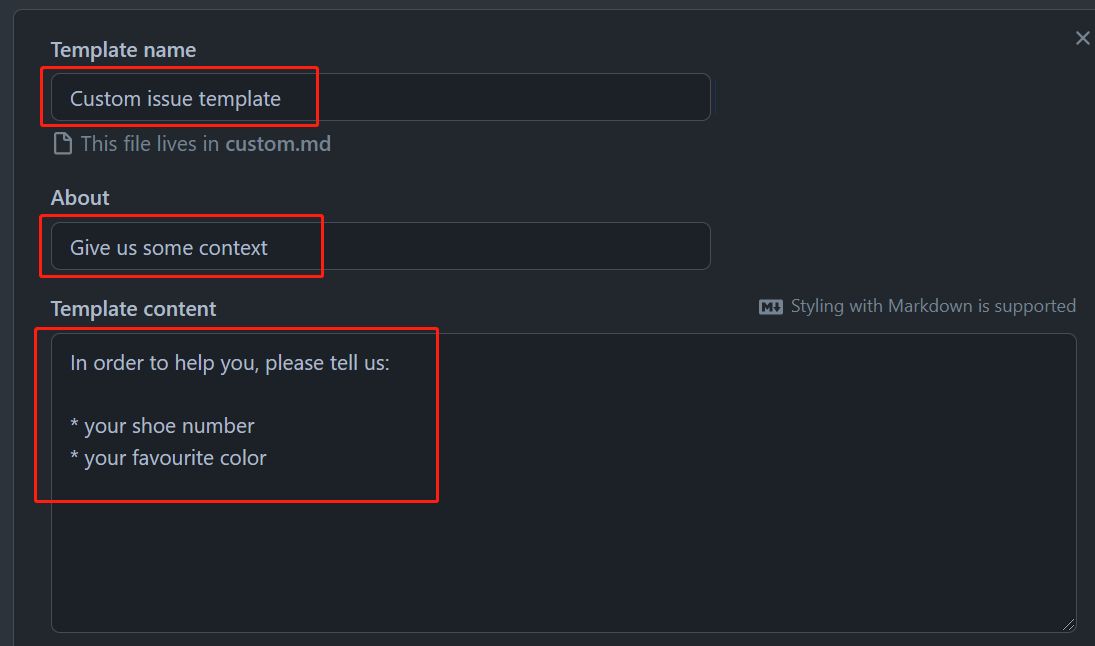 Template name
Custom issue template
This file lives in custom.md
About
Give us some context
Template content
Styling with Markdown is supported
In order to help you, please tell us:
* your shoe number
* your favourite color